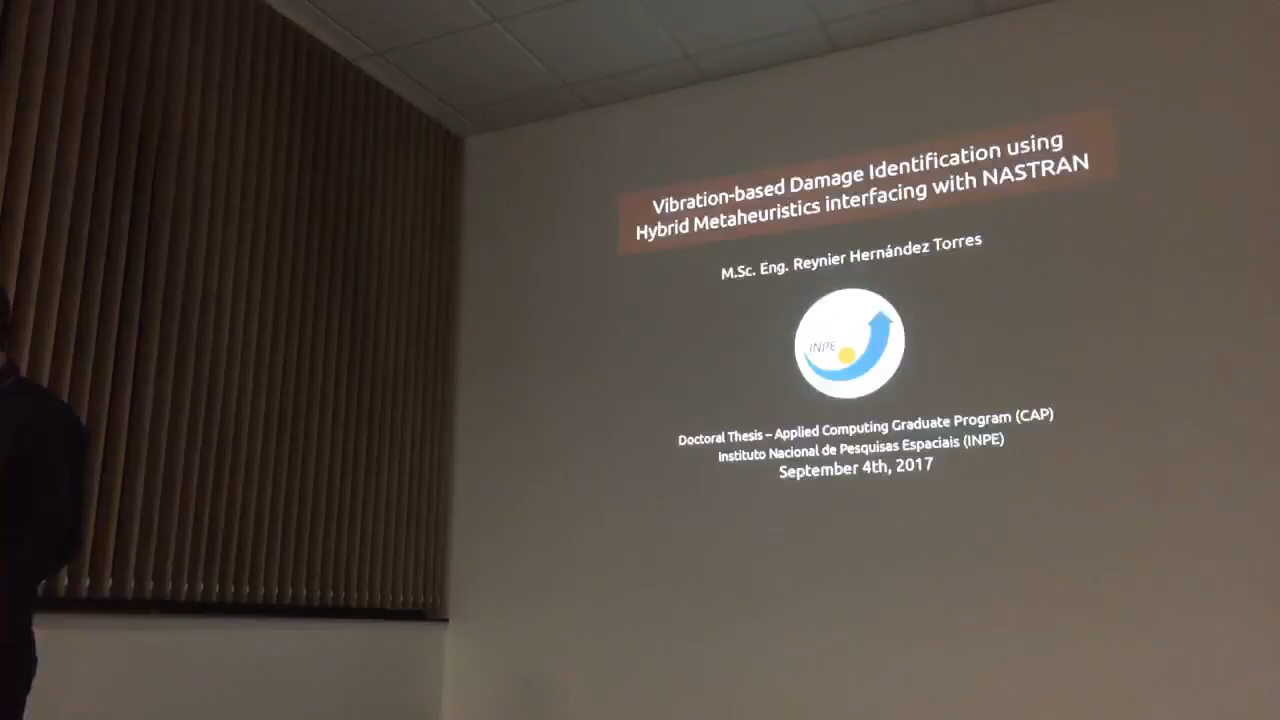 Vibration-based Damage Identification using
Hybrid Metaheuristics interfacing with NASTRAN
M.Sc. Eng. Reynier Hernández Torres
INPE
Doctoral Thesis – Applied Computing Graduate Program (CAP)
Instituto Nacional de Pesquisas Espaciais (INPE)
September 4th, 2017